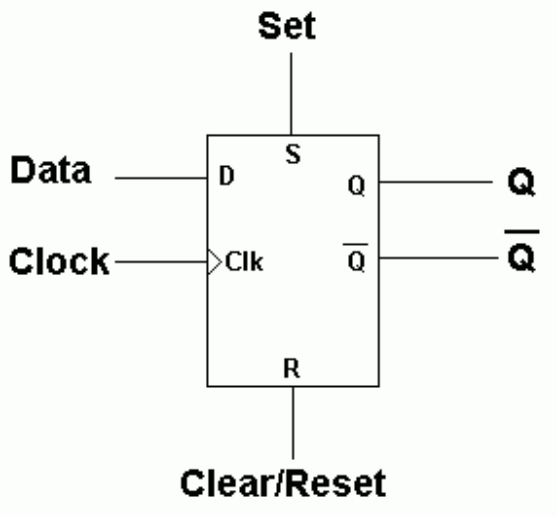 Set
S
Data
D
Q
Q
Clock
Clk
Q̅
Q̅
R
Clear/Reset